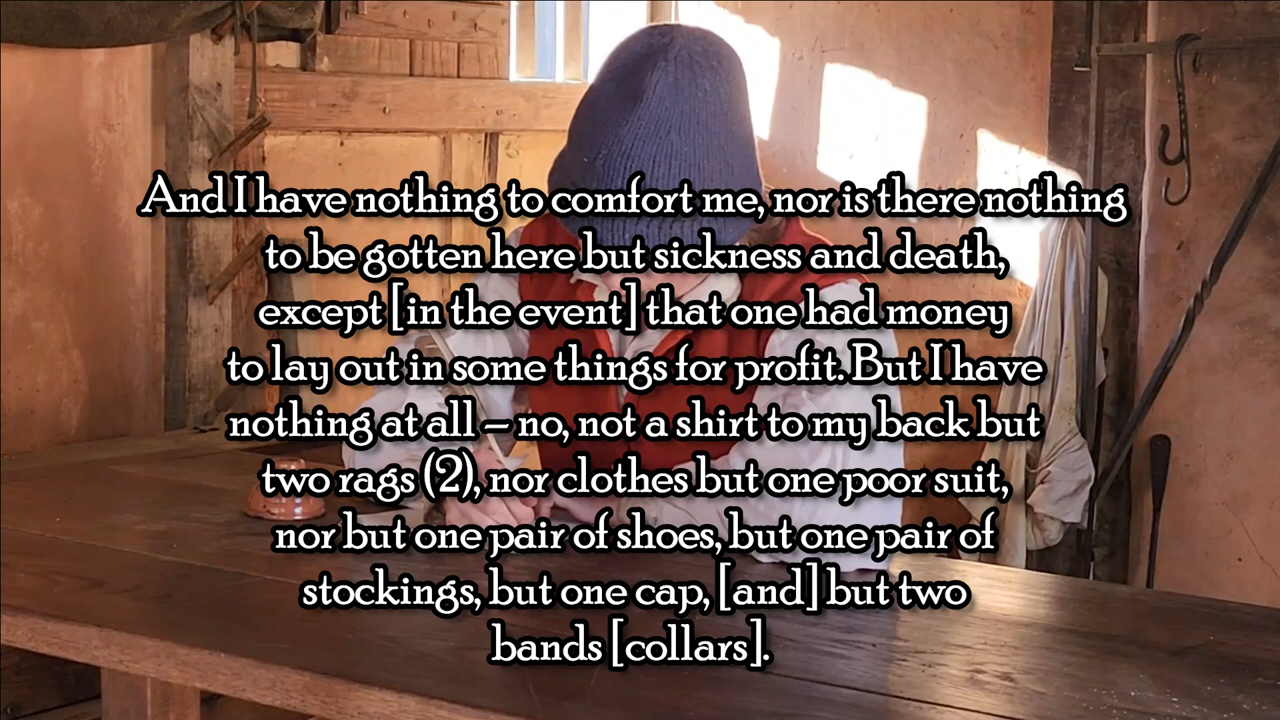 And I have nothing to comfort me, nor is there nothing
to be gotten here but sickness and death,
except [in the event] that one had money
to lay out in some things for profit. But I have
nothing at all – no, not a shirt to my back but
two rags (2), nor clothes but one poor suit,
nor but one pair of shoes, but one pair of
stockings, but one cap, [and] but two
bands [collars].